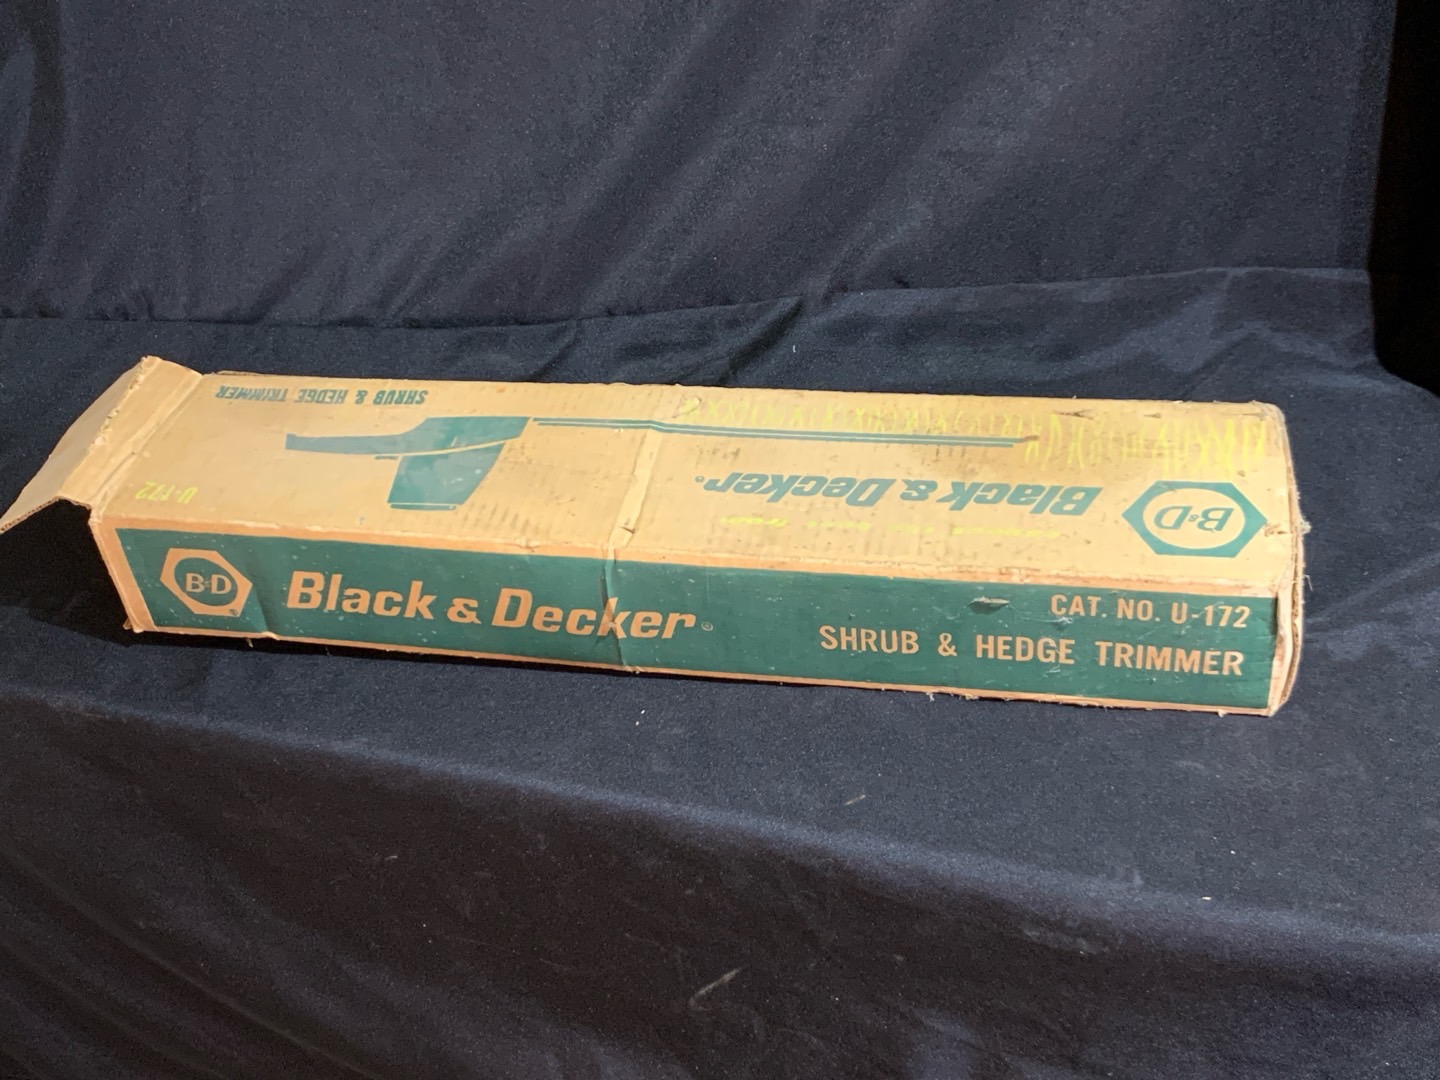 SHRUB & HEDGE TRIMMER
U-172
Black & Decker®
B&D
B&D
®
Black & Decker®
CAT. NO. U-172
SHRUB & HEDGE TRIMMER